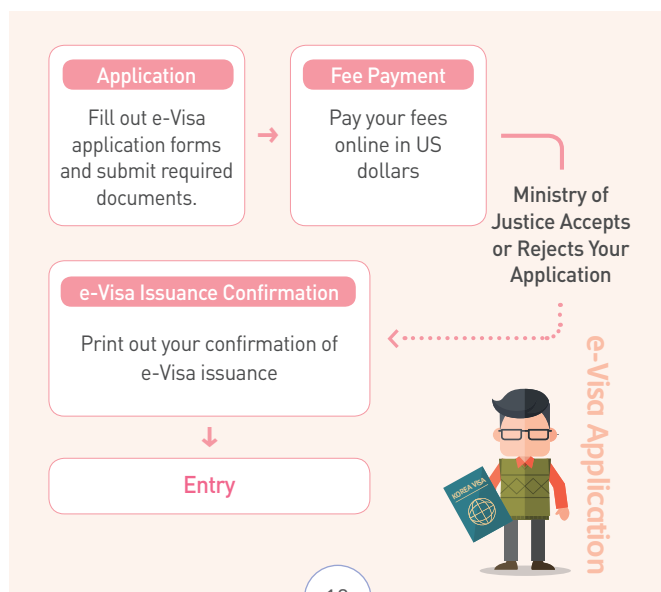 Application
Fill out e-Visa
application forms
and submit required
documents.
Fee Payment
Pay your fees
online in US
dollars
Ministry of
Justice Accepts
or Rejects Your
Application
e-Visa Issuance Confirmation
Print out your confirmation of
e-Visa issuance
Entry
e-Visa Application
KOREA VISA